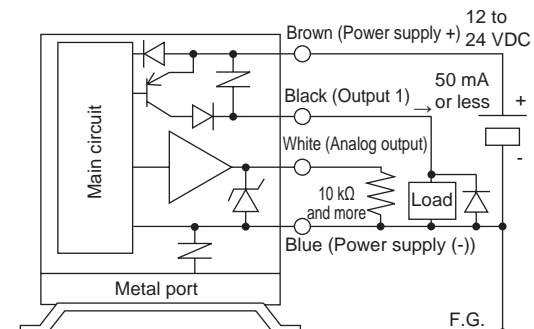 12 to
24 VDC
Brown (Power supply +)
50 mA
or less
Black (Output 1)
→
+
White (Analog output)
Main circuit
10 kΩ
and more
Load
-
Blue (Power supply (-))
Metal port
F.G.